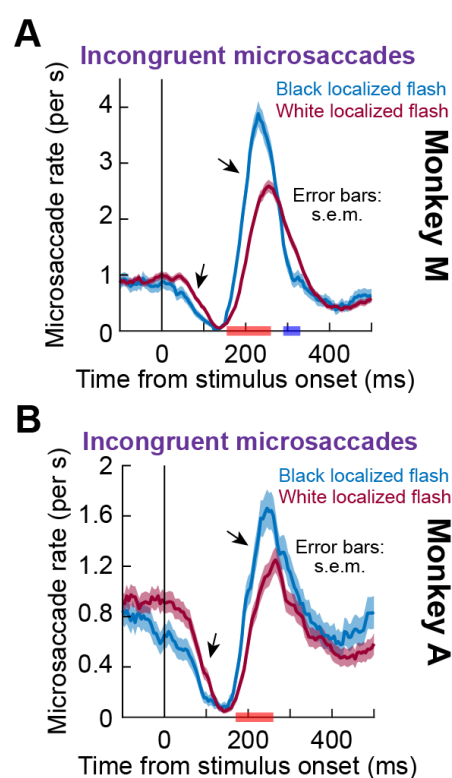 A
Incongruent microsaccades
Black localized flash
White localized flash
Error bars:
s.e.m.
Monkey M
Microsaccade rate (per s)
4
3
2
1
0
0 200 400
Time from stimulus onset (ms)
B
Incongruent microsaccades
Black localized flash
White localized flash
Error bars:
s.e.m.
Monkey A
Microsaccade rate (per s)
2
1.6
1.2
0.8
0.4
0
0 200 400
Time from stimulus onset (ms)